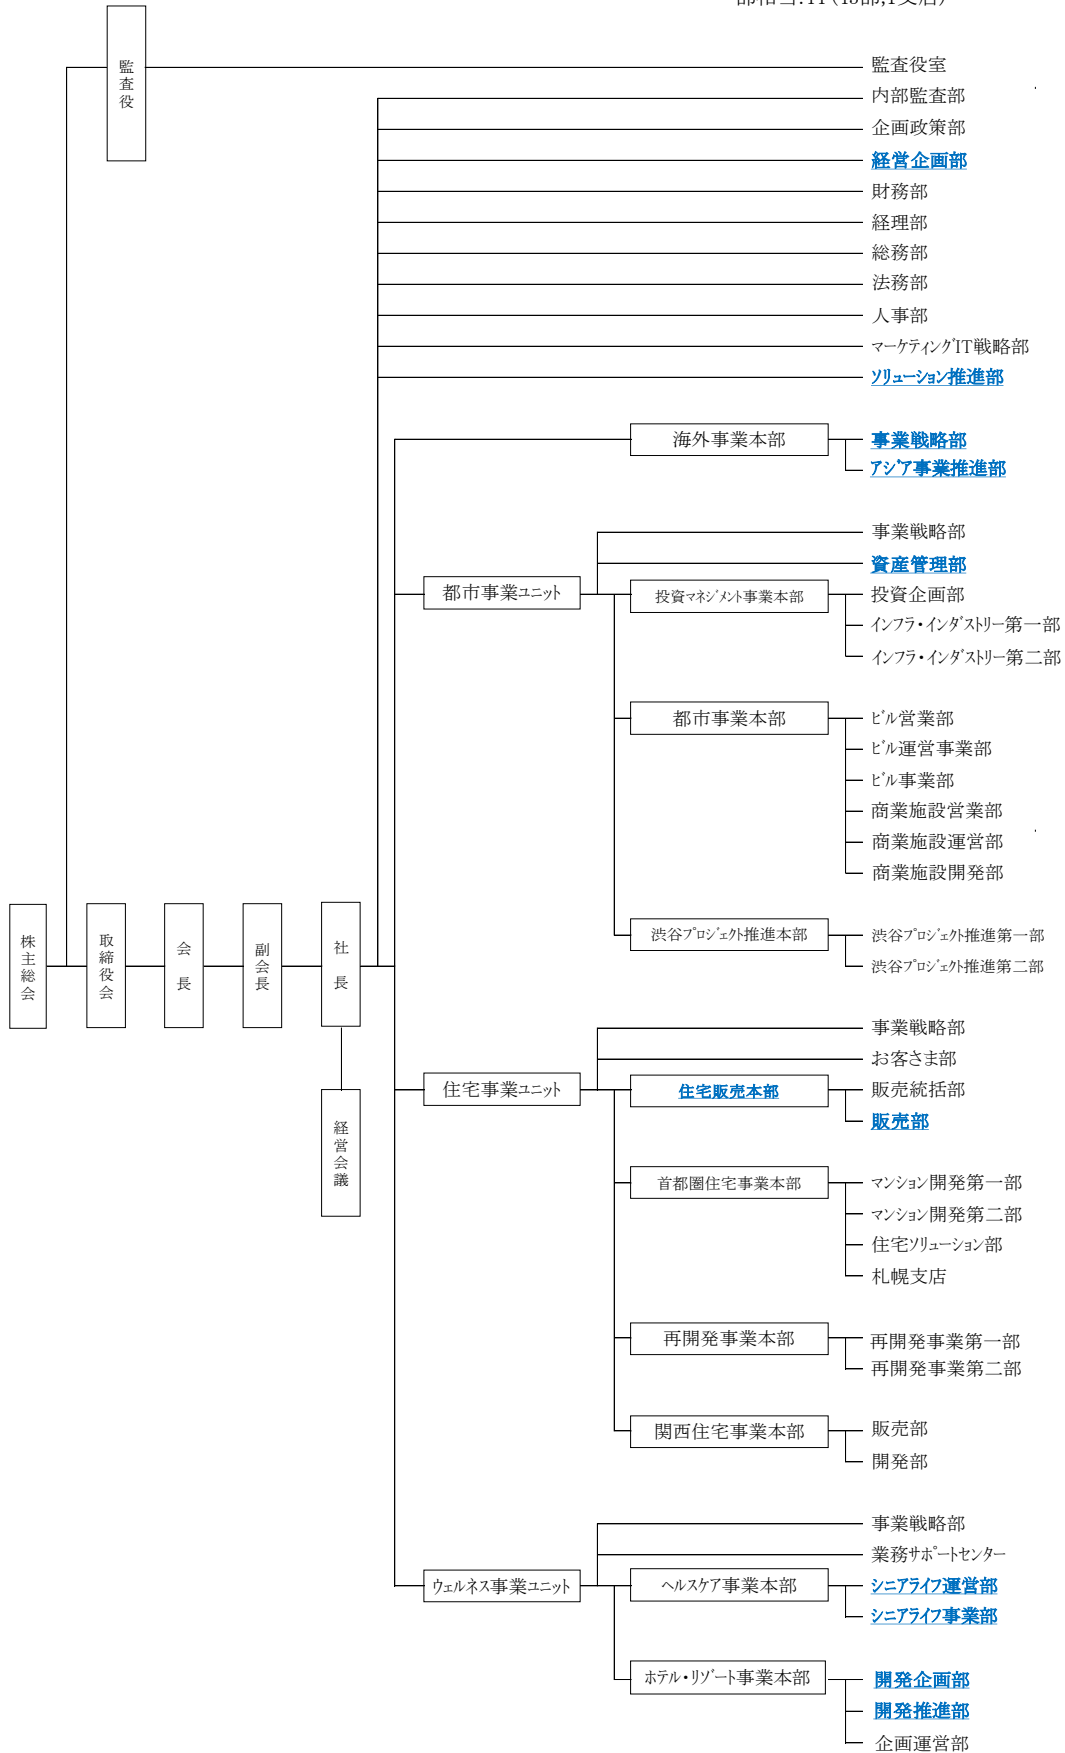 監査役
監査役室
内部監査部
企画政策部
経営企画部
財務部
経理部
総務部
法務部
人事部
マーケティングIT戦略部
ソリューション推進部
海外事業本部
事業戦略部
アジア事業推進部
都市事業ユニット
事業戦略部
資産管理部
投資マネジメント事業本部
投資企画部
インフラ・インダストリー第一部
インフラ・インダストリー第二部
都市事業本部
ビル営業部
ビル運営事業部
ビル事業部
商業施設営業部
商業施設運営部
商業施設開発部
渋谷プロジェクト推進本部
渋谷プロジェクト推進第一部
渋谷プロジェクト推進第二部
株主総会
取締役会
会長
副会長
社長
経営会議
住宅事業ユニット
事業戦略部
お客さま部
住宅販売本部
販売統括部
販売部
首都圏住宅事業本部
マンション開発第一部
マンション開発第二部
住宅ソリューション部
札幌支店
再開発事業本部
再開発事業第一部
再開発事業第二部
関西住宅事業本部
販売部
開発部
ウェルネス事業ユニット
事業戦略部
業務サポートセンター
ヘルスケア事業本部
シニアライフ運営部
シニアライフ事業部
ホテル・リゾート事業本部
開発企画部
開発推進部
企画運営部